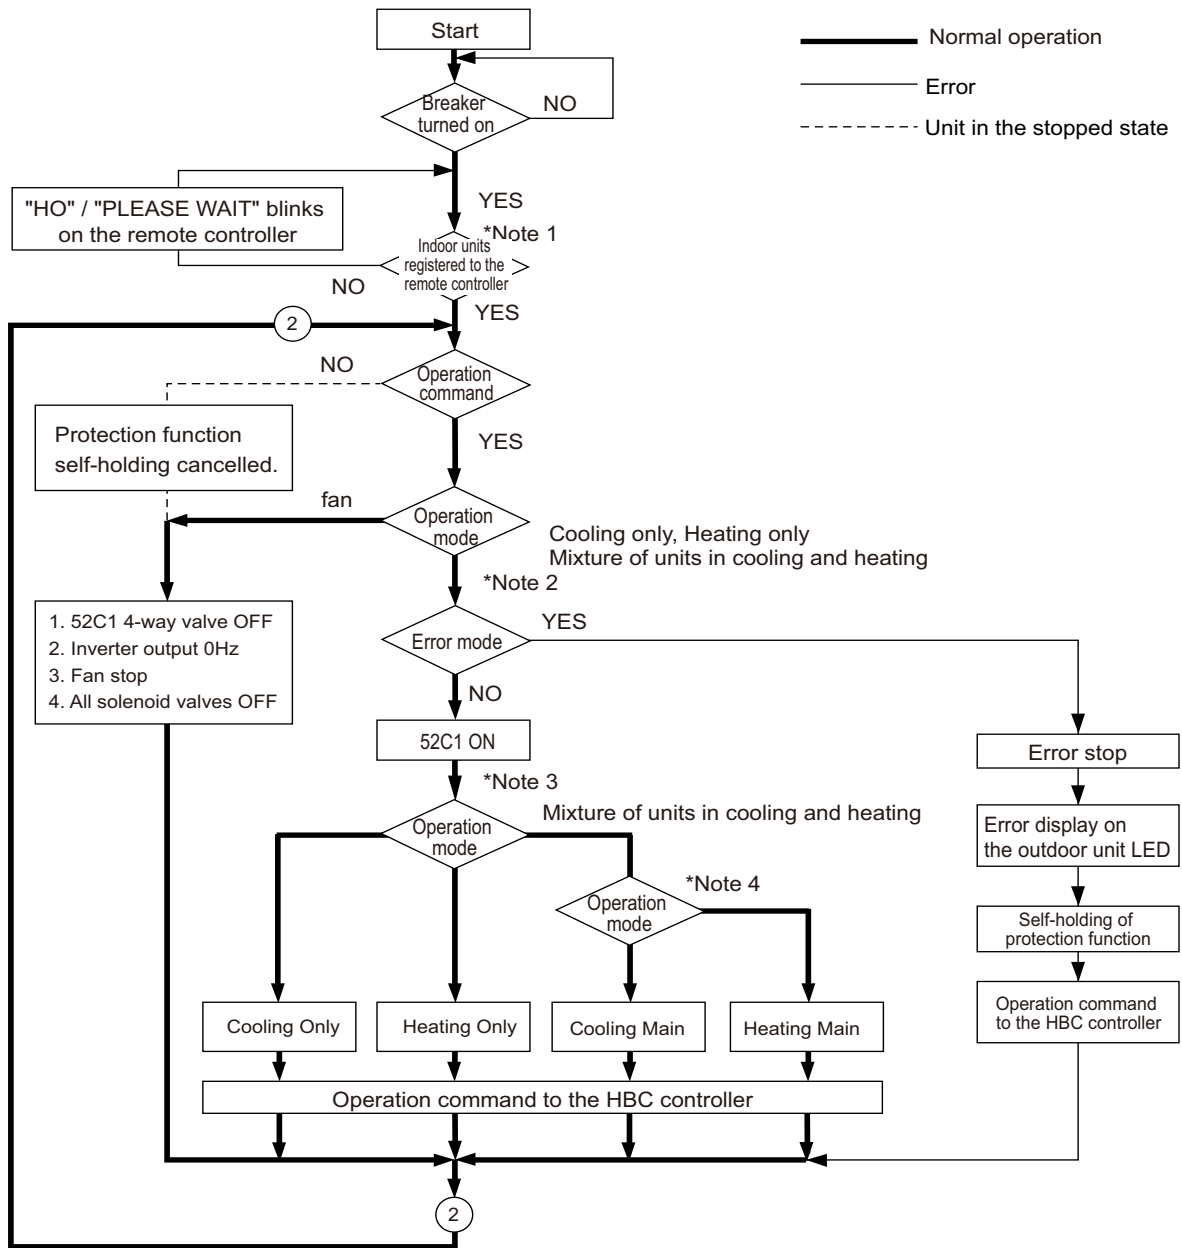 Start
Normal operation
Error
Unit in the stopped state
Breaker
turned on
NO
YES
"HO" / "PLEASE WAIT" blinks
on the remote controller
*Note 1
Indoor units
registered to the
remote controller
NO
YES
2
NO
Operation
command
YES
Protection function
self-holding cancelled.
fan
Operation
mode
Cooling only, Heating only
Mixture of units in cooling and heating
*Note 2
1. 52C1 4-way valve OFF
2. Inverter output 0Hz
3. Fan stop
4. All solenoid valves OFF
Error mode
YES
NO
52C1 ON
*Note 3
Operation
mode
Mixture of units in cooling and heating
*Note 4
Operation
mode
Error stop
Error display on
the outdoor unit LED
Self-holding of
protection function
Operation command
to the HBC controller
Cooling Only
Heating Only
Cooling Main
Heating Main
Operation command to the HBC controller
2